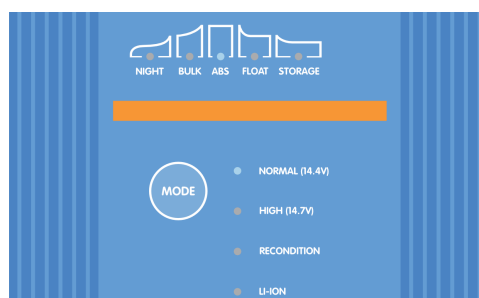 NIGHT BULK ABS FLOAT STORAGE
NORMAL (14.4V)
MODE
HIGH (14.7V)
RECONDITION
LI-ION